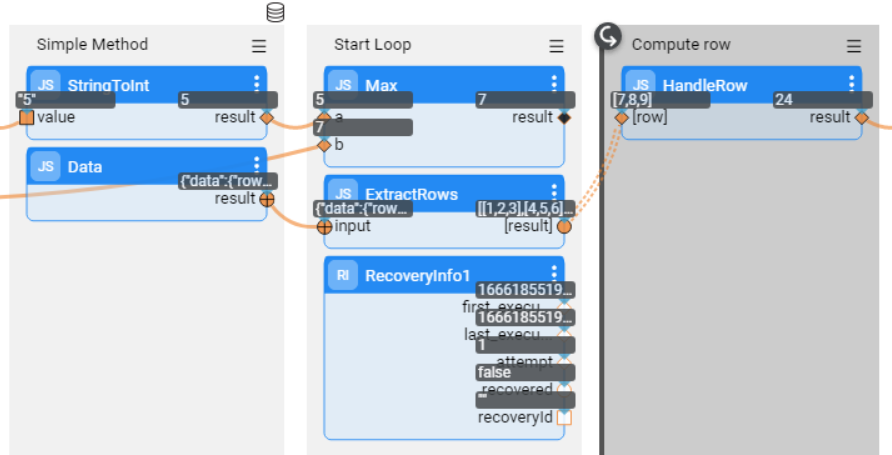 Simple Method
JS StringToInt
"5"
5
value
result
JS Data
{"data":{"row...
result
Start Loop
JS Max
5
7
a
result
7
b
JS ExtractRows
{"data":{"row...
[[1,2,3],[4,5,6]...
input
[result]
RI RecoveryInfo1
1666185519...
first_execu...
1666185519...
last_execu...
1
attempt
false
recovered
""
recoveryId
Compute row
JS HandleRow
[7,8,9]
24
[row]
result